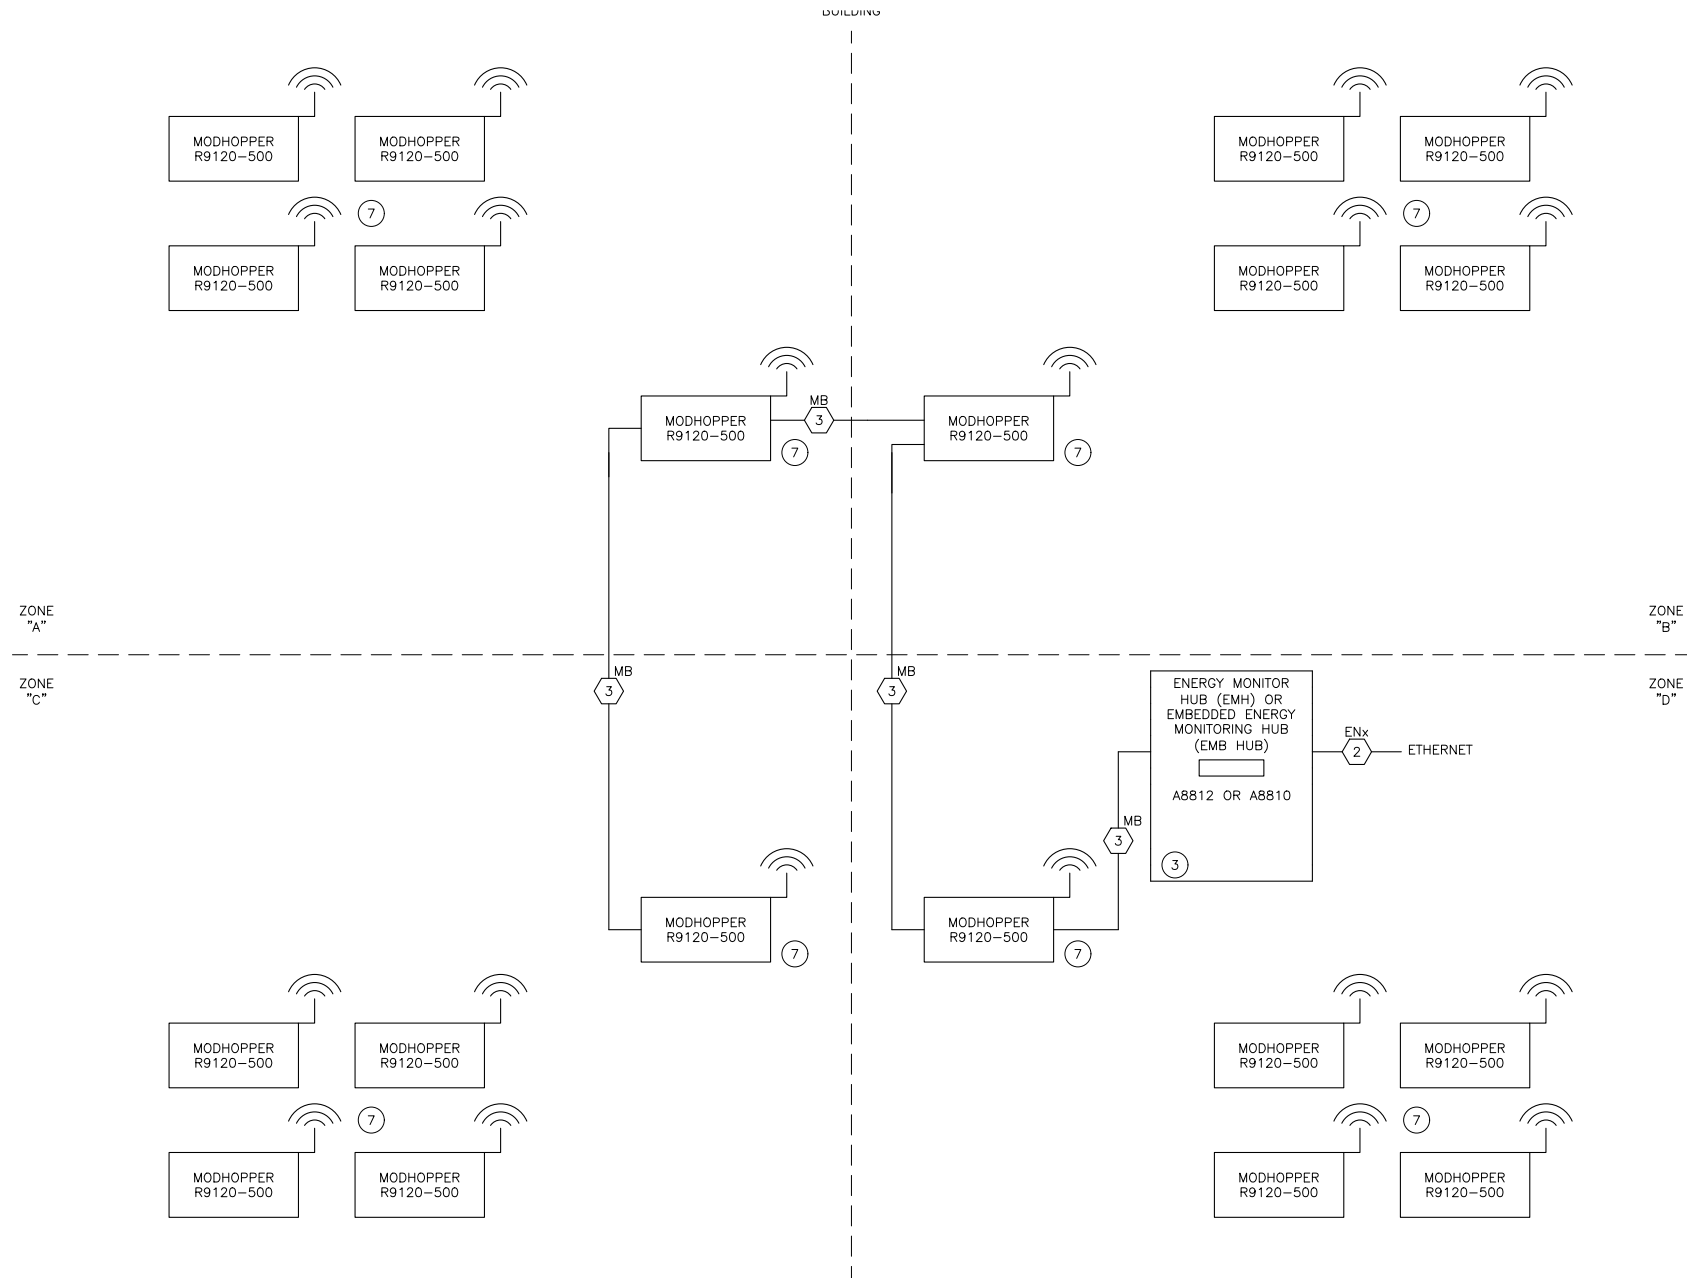 BUILDING
MODHOPPER
R9120-500
MODHOPPER
R9120-500
MODHOPPER
R9120-500
MODHOPPER
R9120-500
7
7
MODHOPPER
R9120-500
MODHOPPER
R9120-500
MODHOPPER
R9120-500
MODHOPPER
R9120-500
MB
3
MODHOPPER
R9120-500
7
MODHOPPER
R9120-500
7
ZONE
"A"
ZONE
"B"
ZONE
"C"
MB
3
MB
3
ZONE
"D"
ENERGY MONITOR
HUB (EMH) OR
EMBEDDED ENERGY
MONITORING HUB
(EMB HUB)
A8812 OR A8810
3
ENx
2
ETHERNET
MB
3
MODHOPPER
R9120-500
7
MODHOPPER
R9120-500
7
MODHOPPER
R9120-500
MODHOPPER
R9120-500
MODHOPPER
R9120-500
MODHOPPER
R9120-500
7
7
MODHOPPER
R9120-500
MODHOPPER
R9120-500
MODHOPPER
R9120-500
MODHOPPER
R9120-500